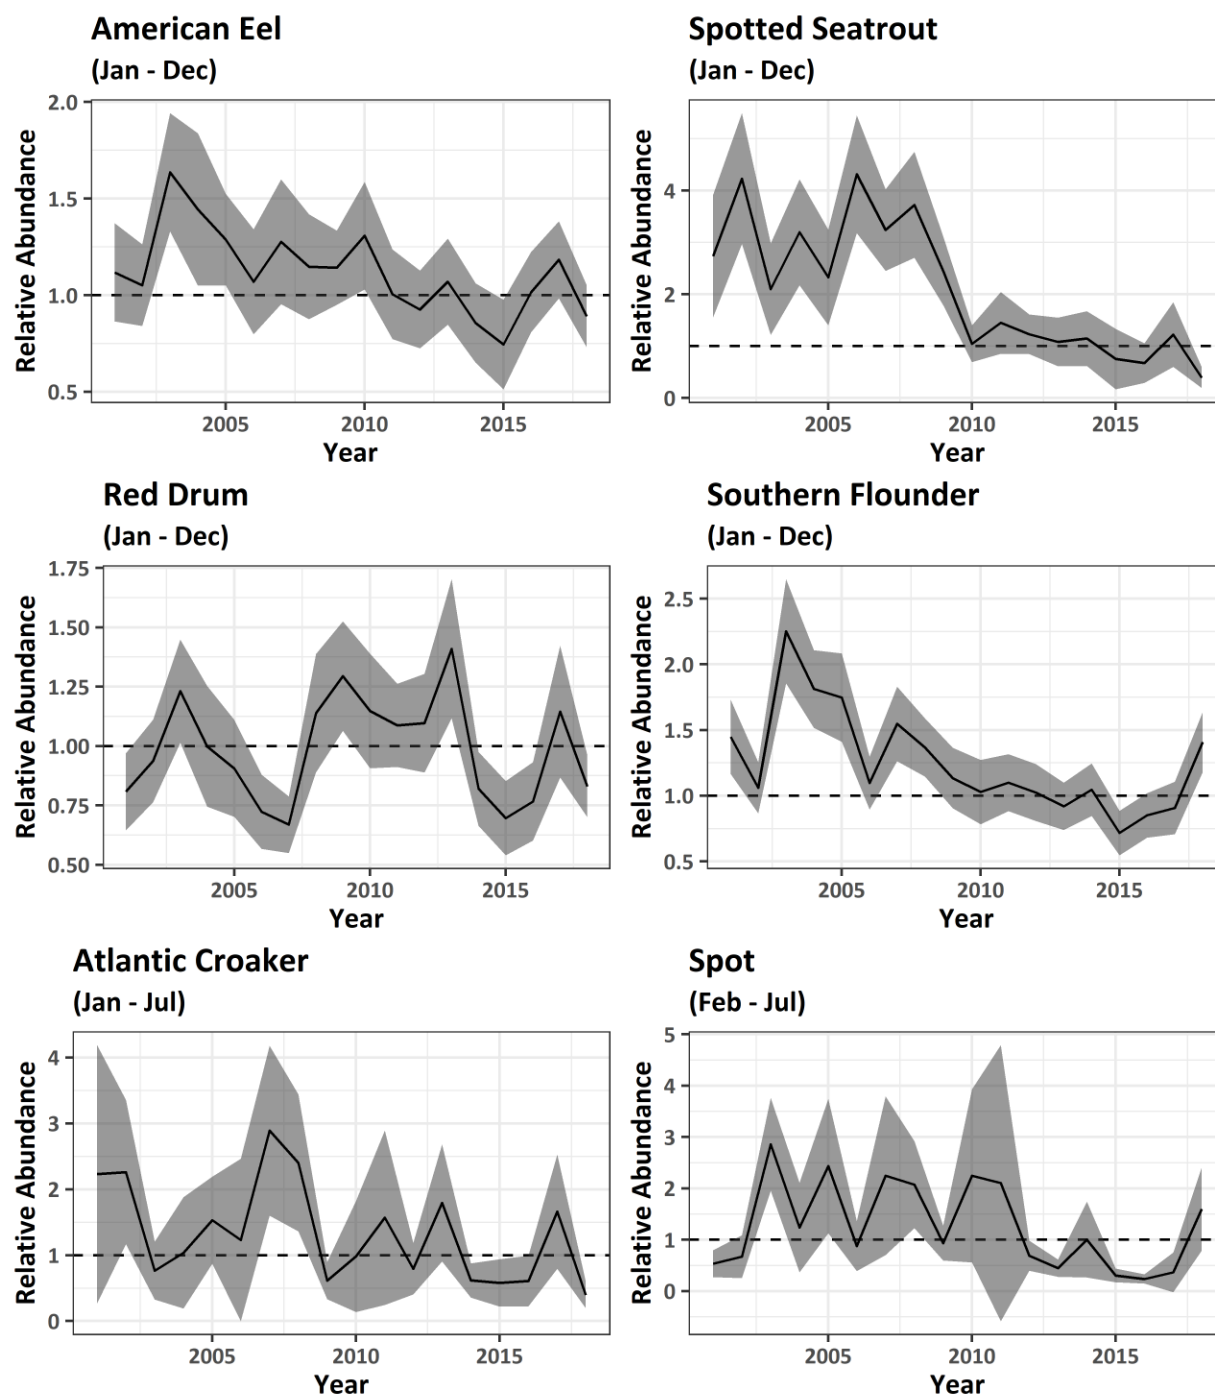 American Eel
(Jan - Dec)
Relative Abundance
2.0
1.5
1.0
0.5
2005 2010 2015
Year
Spotted Seatrout
(Jan - Dec)
Relative Abundance
4
2
0
2005 2010 2015
Year
Red Drum
(Jan - Dec)
Relative Abundance
1.75
1.50
1.25
1.00
0.75
0.50
2005 2010 2015
Year
Southern Flounder
(Jan - Dec)
Relative Abundance
2.5
2.0
1.5
1.0
0.5
2005 2010 2015
Year
Atlantic Croaker
(Jan - Jul)
Relative Abundance
4
3
2
1
0
2005 2010 2015
Year
Spot
(Feb - Jul)
Relative Abundance
5
4
3
2
1
0
2005 2010 2015
Year